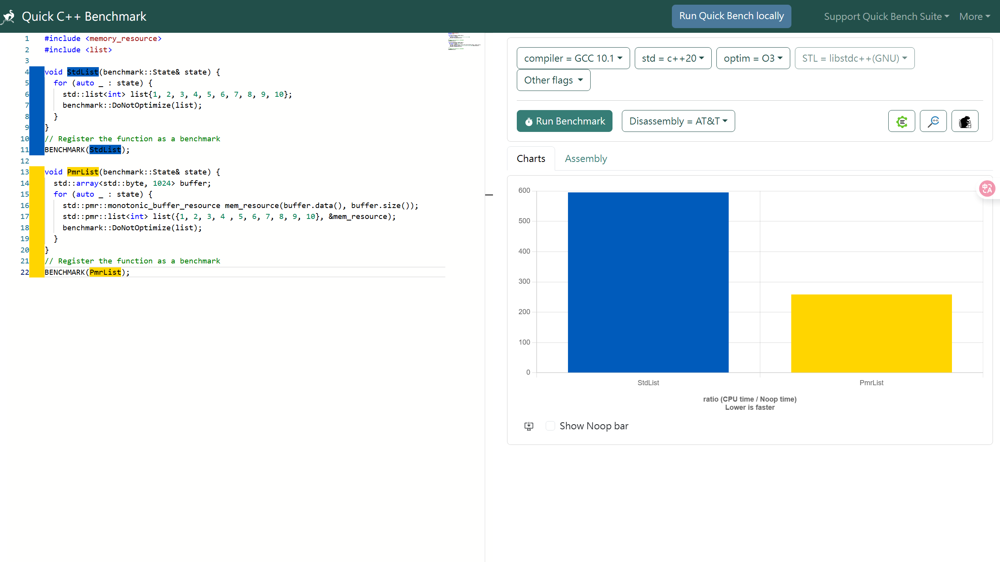 Quick C++ Benchmark
Run Quick Bench locally
Support Quick Bench Suite
More
1 #include <memory_resource>
2 #include <list>
3
4 void StdList(benchmark::State& state) {
5 for (auto _ : state) {
6 std::list<int> list{1, 2, 3, 4, 5, 6, 7, 8, 9, 10};
7 benchmark::DoNotOptimize(list);
8 }
9 }
10 // Register the function as a benchmark
11 BENCHMARK(StdList);
12
13 void PmrList(benchmark::State& state) {
14 std::array<std::byte, 1024> buffer;
15 for (auto _ : state) {
16 std::pmr::monotonic_buffer_resource mem_resource(buffer.data(), buffer.size());
17 std::pmr::list<int> list({1, 2, 3, 4 , 5, 6, 7, 8, 9, 10}, &mem_resource);
18 benchmark::DoNotOptimize(list);
19 }
20 }
21 // Register the function as a benchmark
22 BENCHMARK(PmrList);
compiler = GCC 10.1
std = c++20
optim = O3
STL = libstdc++(GNU)
Other flags
Run Benchmark
Disassembly = AT&T
Charts
Assembly
600
500
400
300
200
100
0
StdList
PmrList
ratio (CPU time / Noop time)
Lower is faster
Show Noop bar
中A